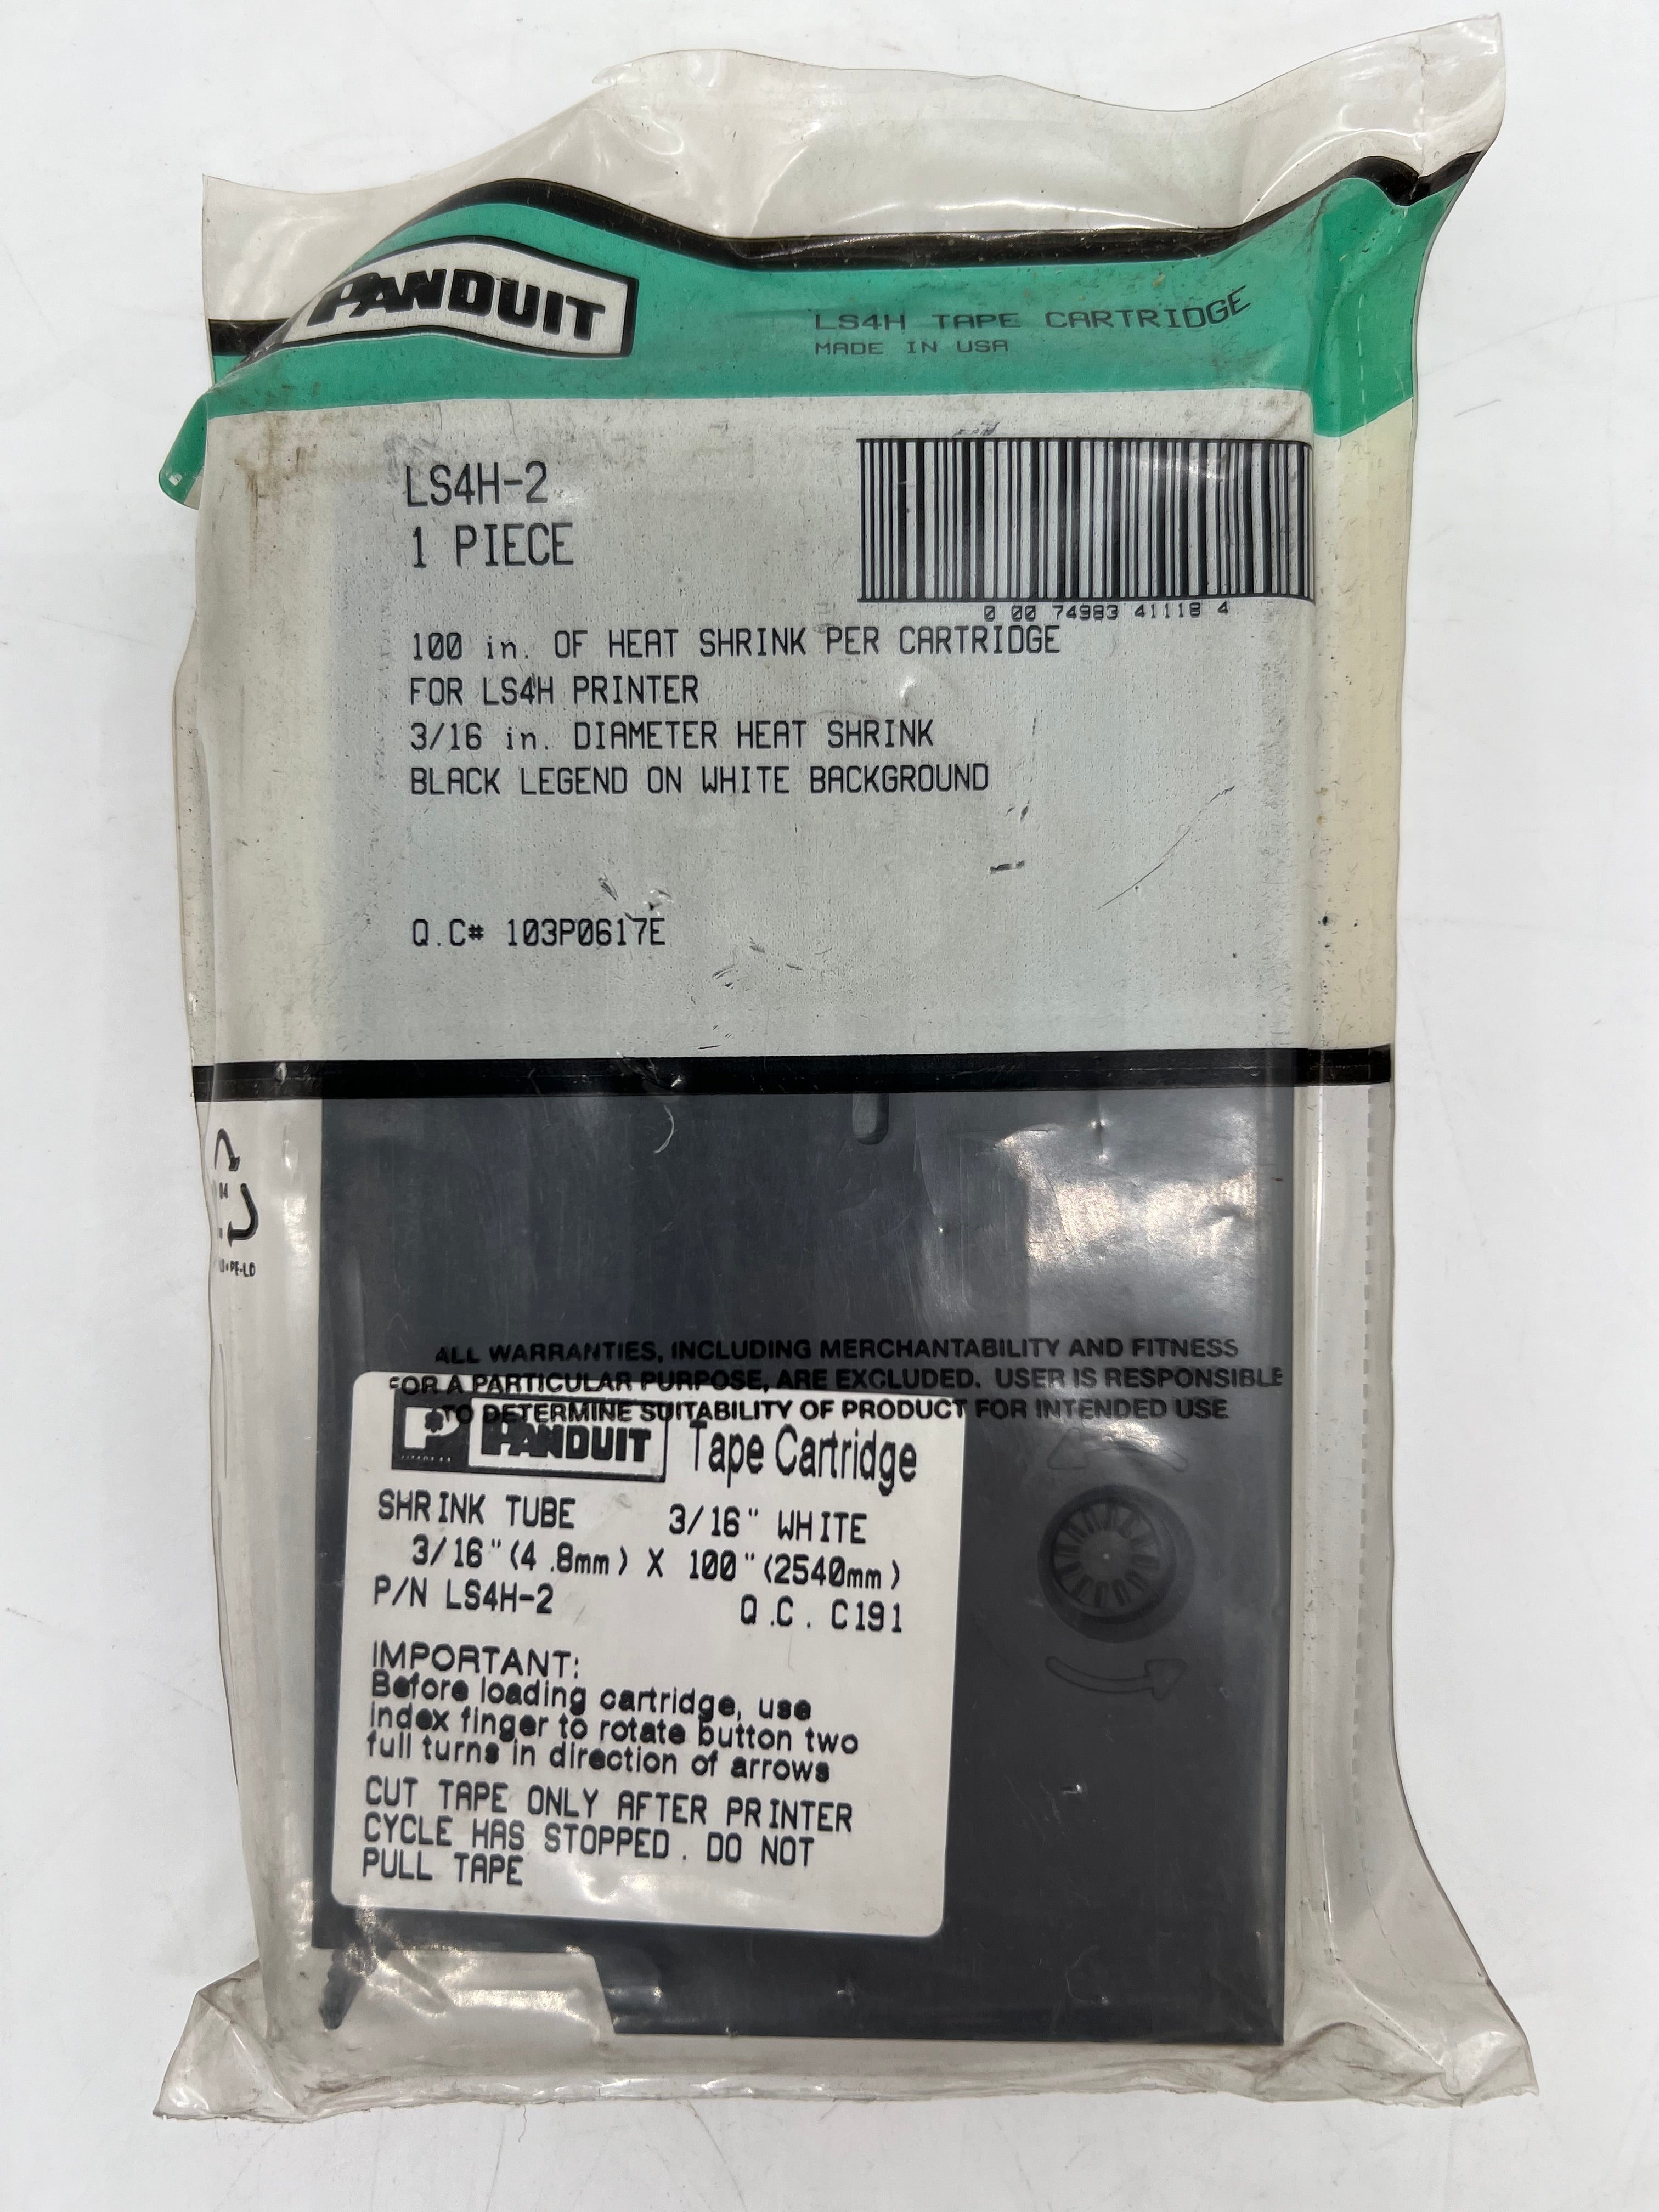 PANDUIT
LS4H TAPE CARTRIDGE
MADE IN USA
LS4H-2
1 PIECE
0 00 74983 41118 4
100 in. OF HEAT SHRINK PER CARTRIDGE
FOR LS4H PRINTER
3/16 in. DIAMETER HEAT SHRINK
BLACK LEGEND ON WHITE BACKGROUND
Q.C# 103P0617E
PE-LD
ALL WARRANTIES, INCLUDING MERCHANTABILITY AND FITNESS
FOR A PARTICULAR PURPOSE, ARE EXCLUDED. USER IS RESPONSIBLE
TO DETERMINE SUITABILITY OF PRODUCT FOR INTENDED USE
P PANDUIT Tape Cartridge
SHRINK TUBE 3/16" WHITE
3/16"(4.8mm) X 100"(2540mm)
P/N LS4H-2 Q.C. C191
IMPORTANT:
Before loading cartridge, use
index finger to rotate button two
full turns in direction of arrows
CUT TAPE ONLY AFTER PRINTER
CYCLE HAS STOPPED. DO NOT
PULL TAPE